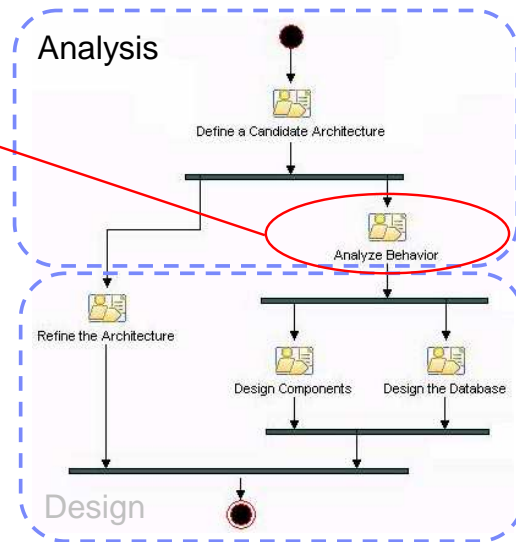 Analysis
Define a Candidate Architecture
Analyze Behavior
Refine the Architecture
Design Components
Design the Database
Design